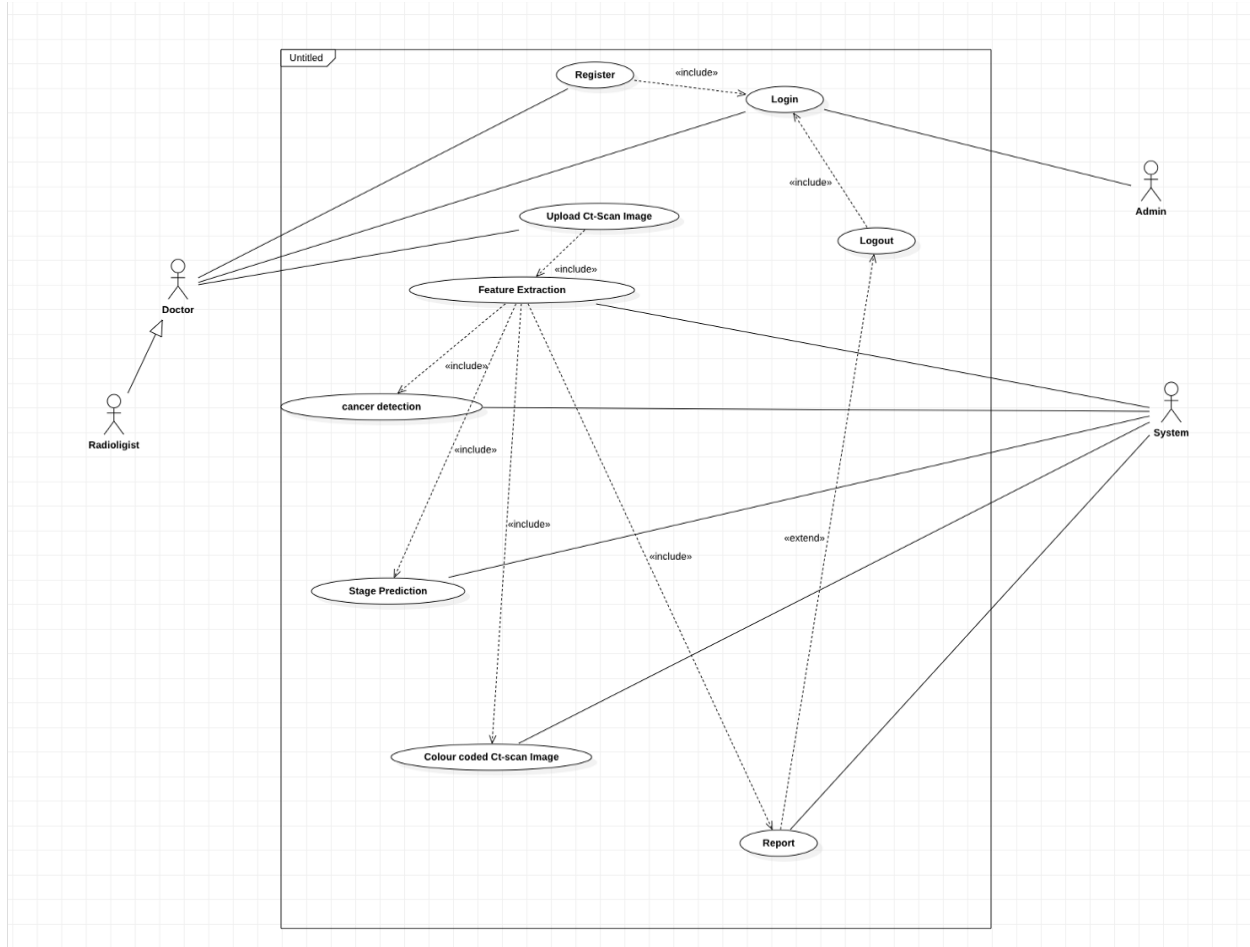 Untitled
Register
«include»
Login
«include»
Admin
Upload Ct-Scan Image
Logout
«include»
Feature Extraction
Doctor
«include»
cancer detection
Radioligist
System
«include»
«include»
«extend»
«include»
Stage Prediction
Colour coded Ct-scan Image
Report